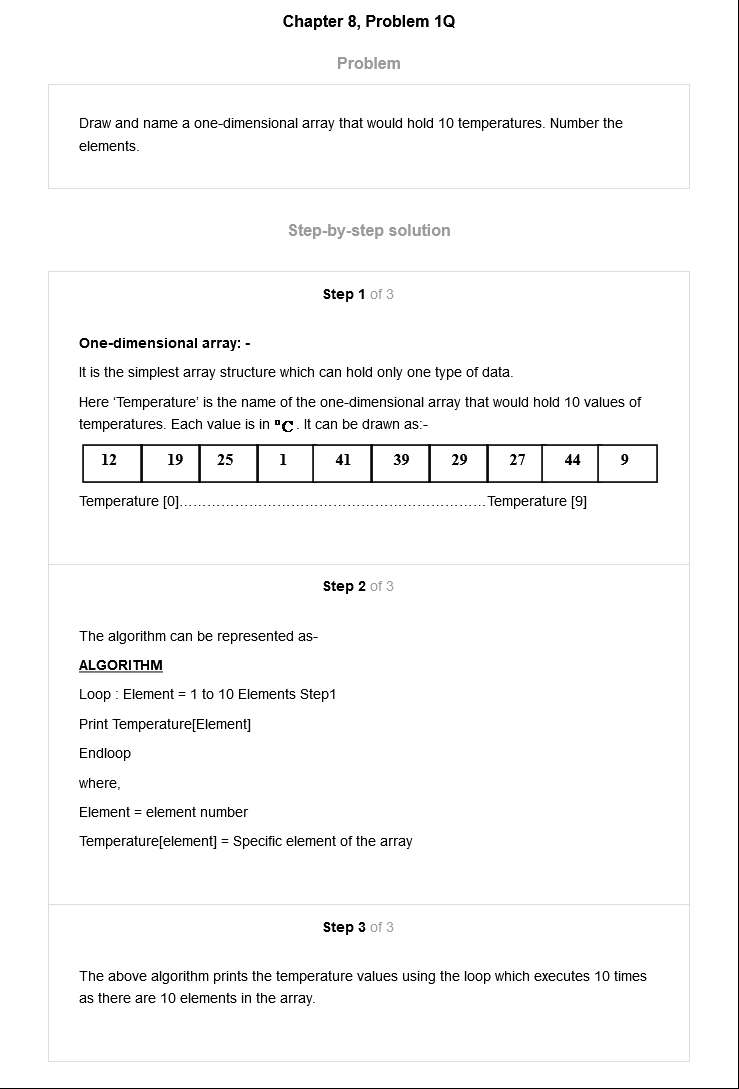 Chapter 8, Problem 1Q
Problem
Draw and name a one-dimensional array that would hold 10 temperatures. Number the
elements.
Step-by-step solution
Step 1 of 3
One-dimensional array: -
It is the simplest array structure which can hold only one type of data.
Here ‘Temperature’ is the name of the one-dimensional array that would hold 10 values of
temperatures. Each value is in °C. It can be drawn as:-
12 19 25 1 41 39 29 27 44 9
Temperature [0]..................................................................Temperature [9]
Step 2 of 3
The algorithm can be represented as-
ALGORITHM
Loop : Element = 1 to 10 Elements Step1
Print Temperature[Element]
Endloop
where,
Element = element number
Temperature[element] = Specific element of the array
Step 3 of 3
The above algorithm prints the temperature values using the loop which executes 10 times
as there are 10 elements in the array.